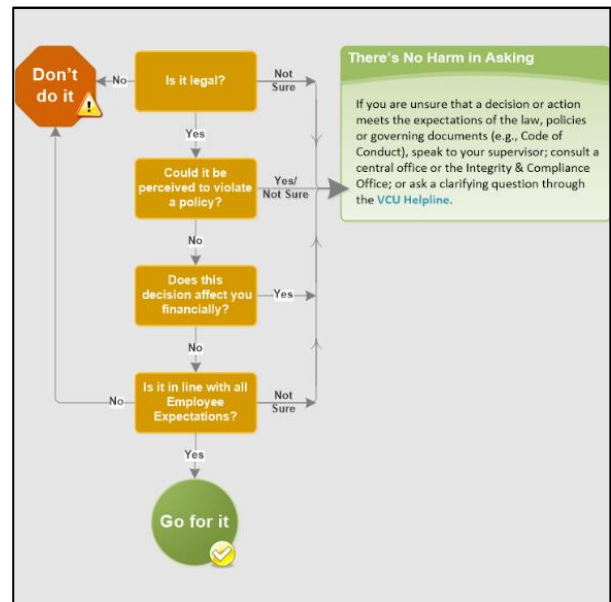 Don't
do it
No
Is it legal?
Not
Sure
There's No Harm in Asking
If you are unsure that a decision or action
meets the expectations of the law, policies
or governing documents (e.g., Code of
Conduct), speak to your supervisor; consult a
central office or the Integrity & Compliance
Office; or ask a clarifying question through
the VCU Helpline.
Yes
Could it be
perceived to violate
a policy?
Yes/
Not Sure
No
Does this
decision affect you
financially?
Yes
No
No
Is it in line with all
Employee
Expectations?
Not
Sure
Yes
Go for it